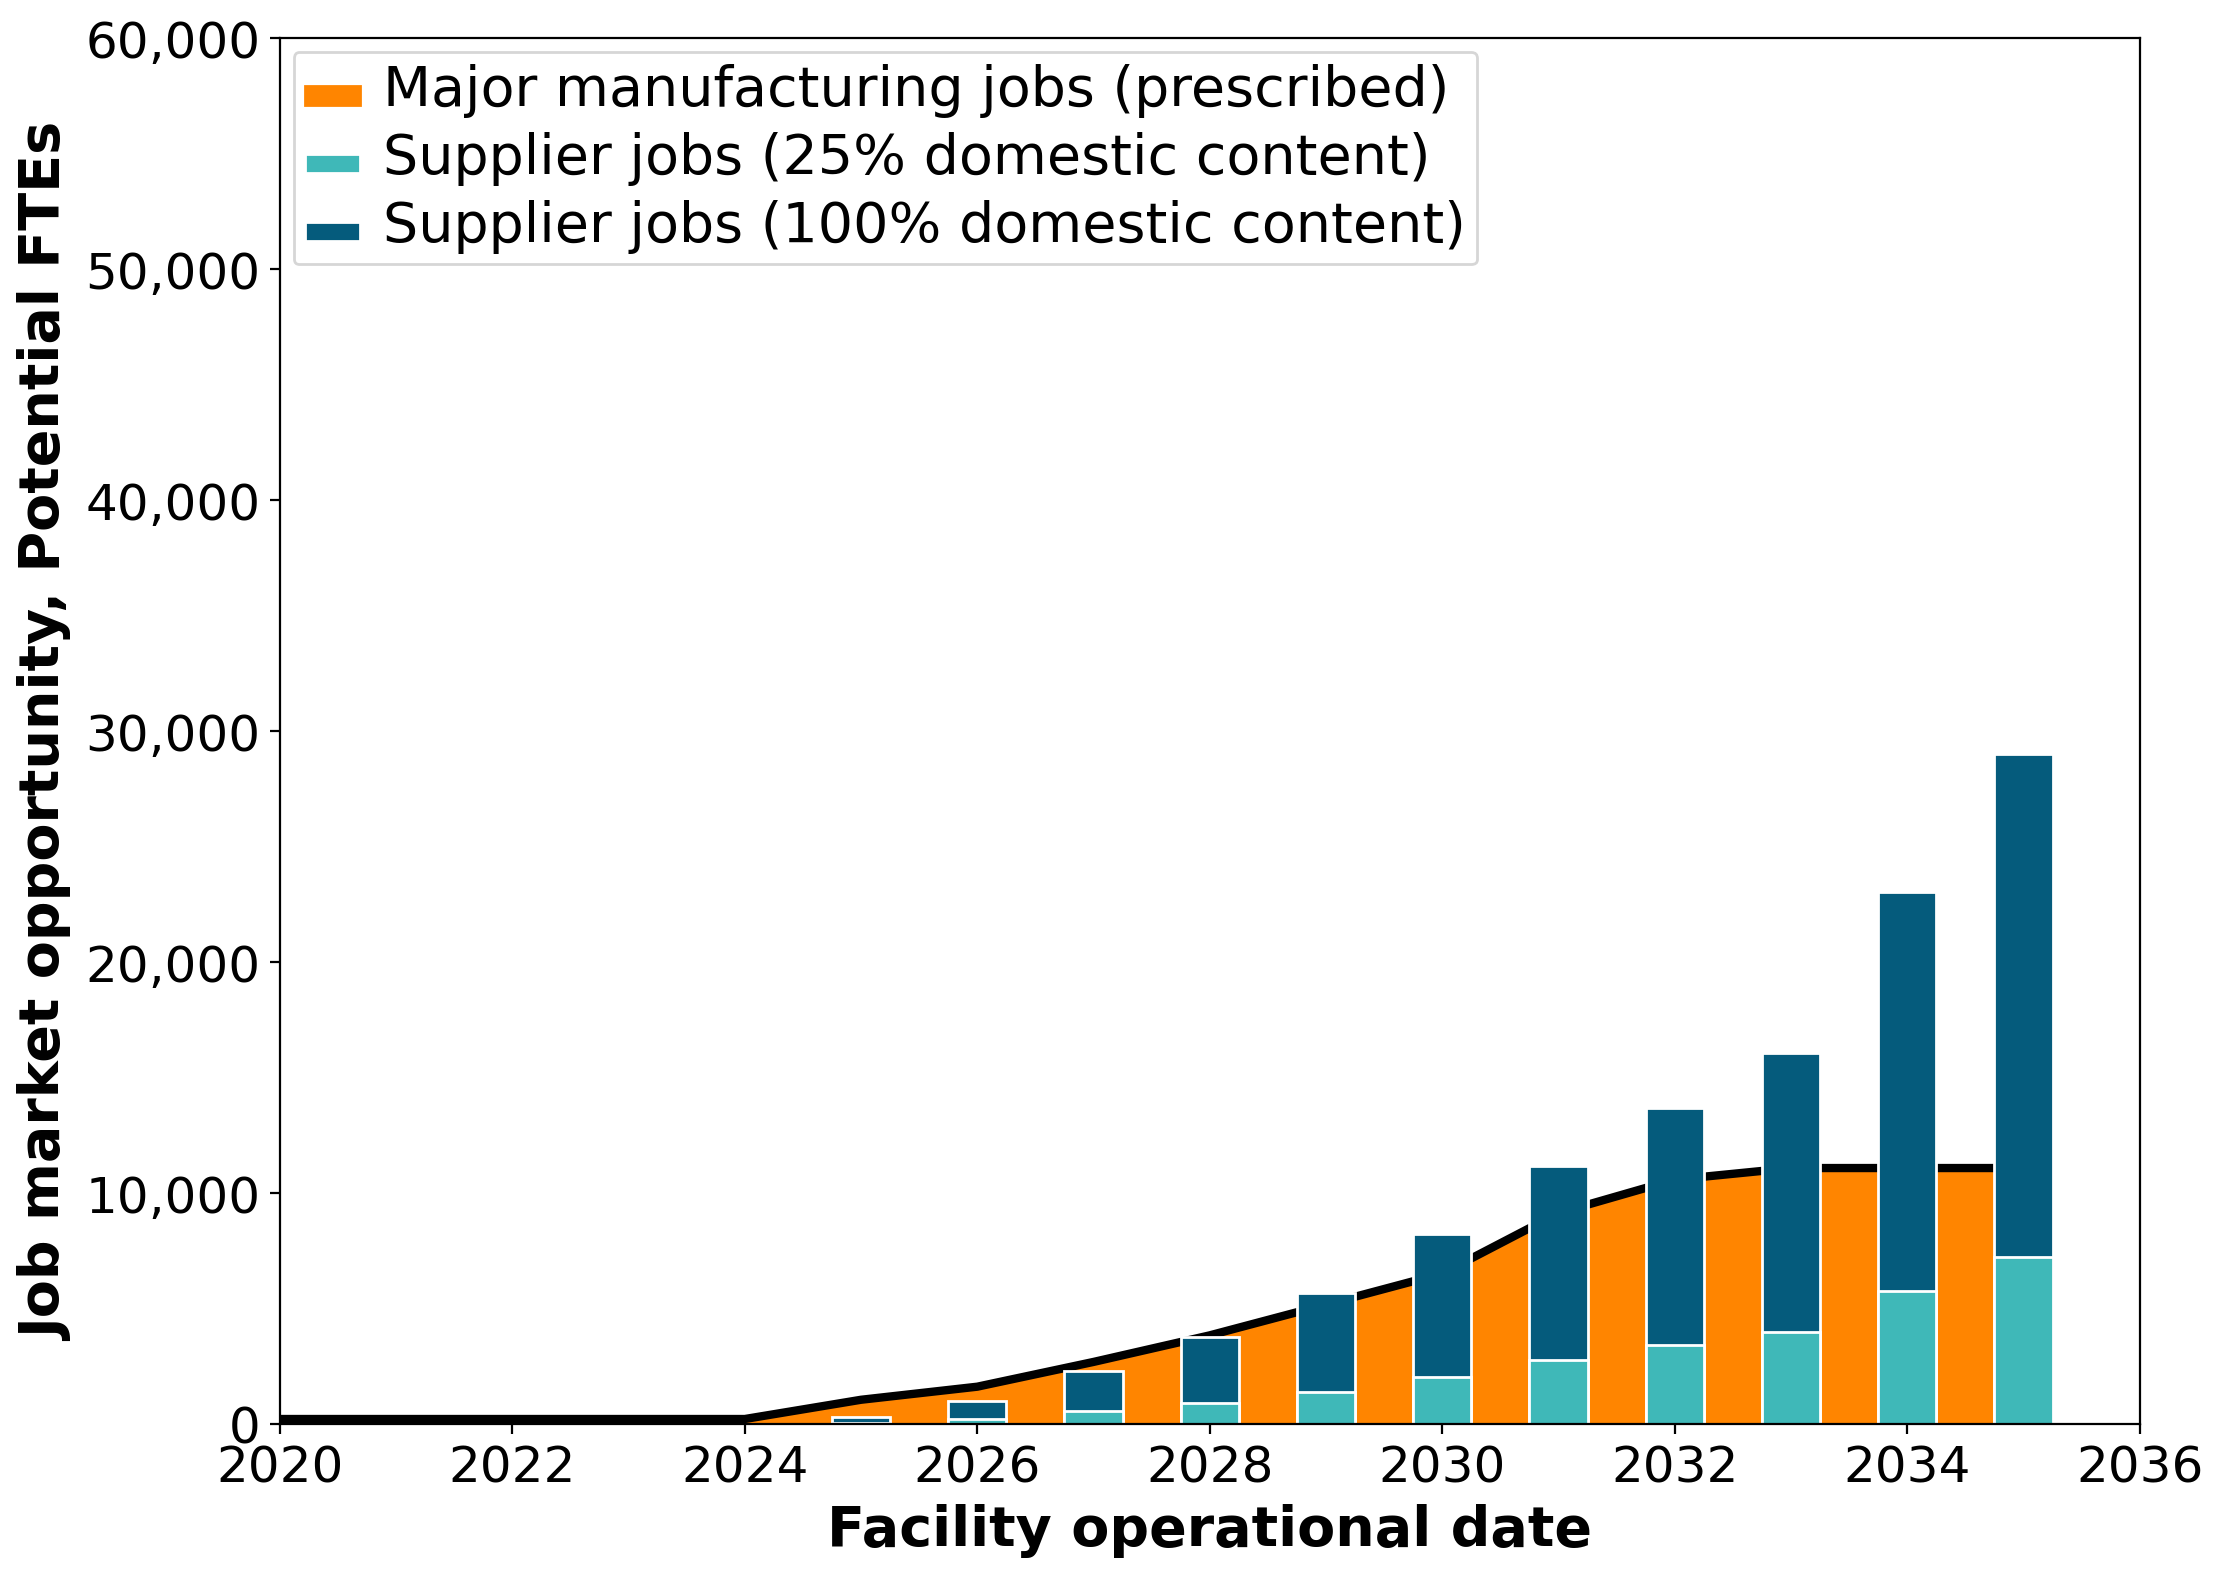 60,000
50,000
40,000
30,000
20,000
10,000
0
Job market opportunity, Potential FTEs
Major manufacturing jobs (prescribed)
Supplier jobs (25% domestic content)
Supplier jobs (100% domestic content)
2020 2022 2024 2026 2028 2030 2032 2034 2036
Facility operational date